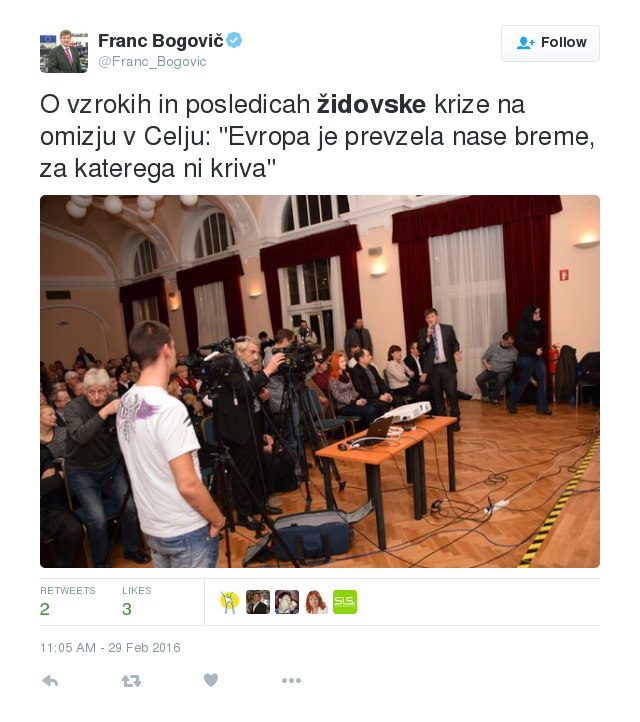 Franc Bogovič
@Franc_Bogovic
Follow
O vzrokih in posledicah židovske krize na
omizju v Celju: "Evropa je prevzela nase breme,
za katerega ni kriva"
RETWEETS
2
LIKES
3
SLS
11:05 AM - 29 Feb 2016